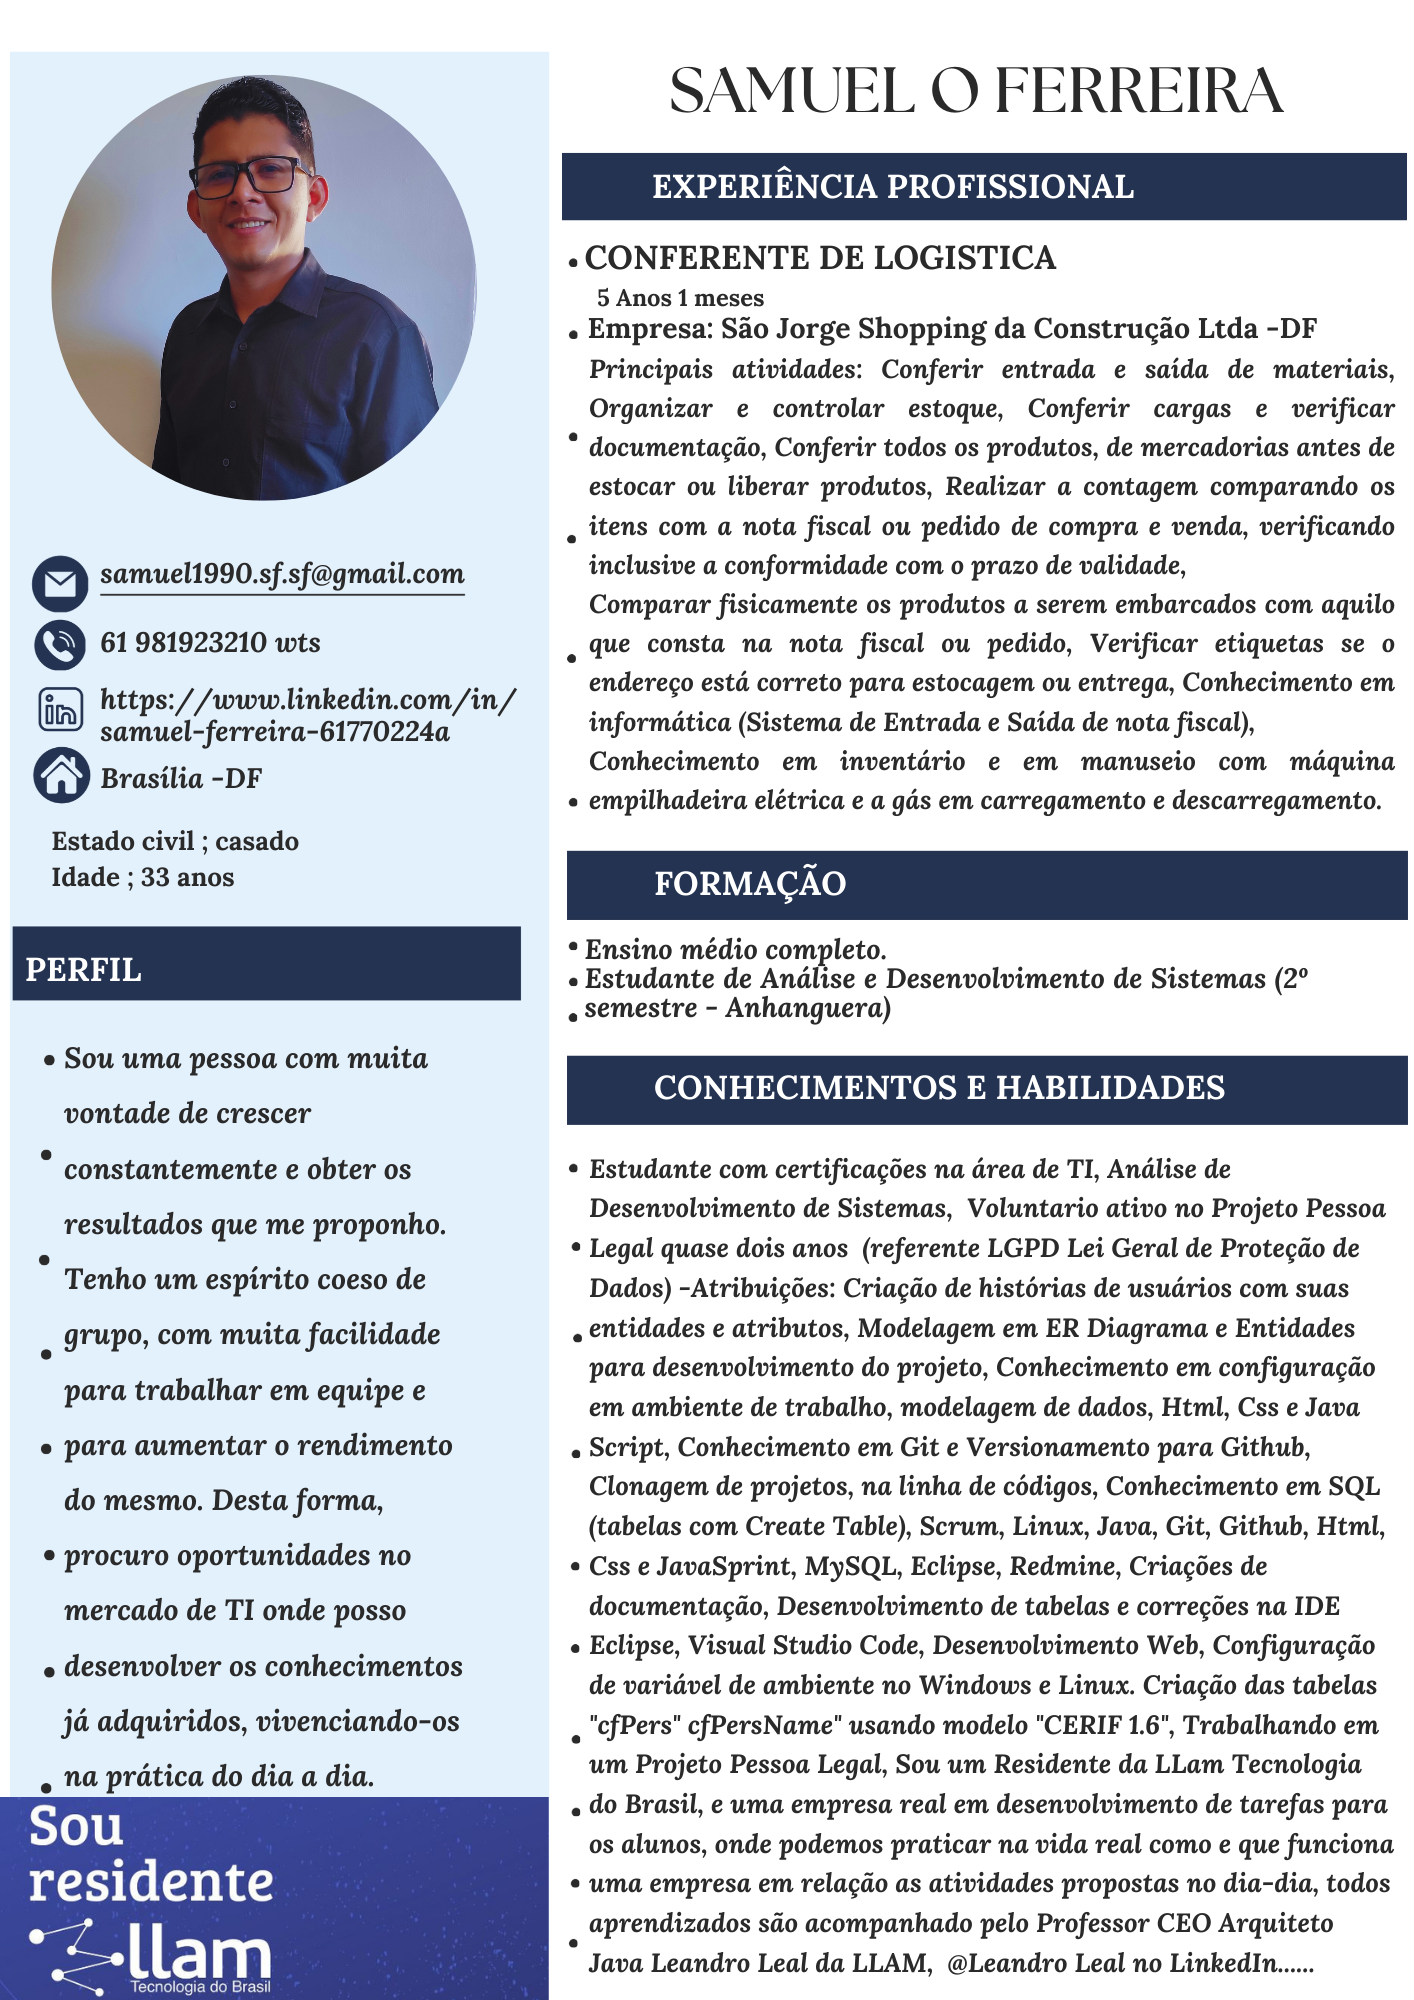 samuel1990.sf.sf@gmail.com
61 981923210 wts
https://www.linkedin.com/in/
samuel-ferreira-61770224a
Brasília -DF
Estado civil ; casado
Idade ; 33 anos
PERFIL
Sou uma pessoa com muita
vontade de crescer
constantemente e obter os
resultados que me proponho.
Tenho um espírito coeso de
grupo, com muita facilidade
para trabalhar em equipe e
para aumentar o rendimento
do mesmo. Desta forma,
procuro oportunidades no
mercado de TI onde posso
desenvolver os conhecimentos
já adquiridos, vivenciando-os
na prática do dia a dia.
Sou
residente
llam
Tecnologia do Brasil
SAMUEL O FERREIRA
EXPERIÊNCIA PROFISSIONAL
CONFERENTE DE LOGISTICA
5 Anos 1 meses
Empresa: São Jorge Shopping da Construção Ltda -DF
Principais atividades: Conferir entrada e saída de materiais,
Organizar e controlar estoque, Conferir cargas e verificar
documentação, Conferir todos os produtos, de mercadorias antes de
estocar ou liberar produtos, Realizar a contagem comparando os
itens com a nota fiscal ou pedido de compra e venda, verificando
inclusive a conformidade com o prazo de validade,
Comparar fisicamente os produtos a serem embarcados com aquilo
que consta na nota fiscal ou pedido, Verificar etiquetas se o
endereço está correto para estocagem ou entrega, Conhecimento em
informática (Sistema de Entrada e Saída de nota fiscal),
Conhecimento em inventário e em manuseio com máquina
empilhadeira elétrica e a gás em carregamento e descarregamento.
FORMAÇÃO
Ensino médio completo.
Estudante de Análise e Desenvolvimento de Sistemas (2º
semestre - Anhanguera)
CONHECIMENTOS E HABILIDADES
Estudante com certificações na área de TI, Análise de
Desenvolvimento de Sistemas, Voluntario ativo no Projeto Pessoa
Legal quase dois anos (referente LGPD Lei Geral de Proteção de
Dados) -Atribuições: Criação de histórias de usuários com suas
entidades e atributos, Modelagem em ER Diagrama e Entidades
para desenvolvimento do projeto, Conhecimento em configuração
em ambiente de trabalho, modelagem de dados, Html, Css e Java
Script, Conhecimento em Git e Versionamento para Github,
Clonagem de projetos, na linha de códigos, Conhecimento em SQL
(tabelas com Create Table), Scrum, Linux, Java, Git, Github, Html,
Css e JavaSprint, MySQL, Eclipse, Redmine, Criações de
documentação, Desenvolvimento de tabelas e correções na IDE
Eclipse, Visual Studio Code, Desenvolvimento Web, Configuração
de variável de ambiente no Windows e Linux. Criação das tabelas
"cfPers" cfPersName" usando modelo "CERIF 1.6", Trabalhando em
um Projeto Pessoa Legal, Sou um Residente da LLam Tecnologia
do Brasil, e uma empresa real em desenvolvimento de tarefas para
os alunos, onde podemos praticar na vida real como e que funciona
uma empresa em relação as atividades propostas no dia-dia, todos
aprendizados são acompanhado pelo Professor CEO Arquiteto
Java Leandro Leal da LLAM, @Leandro Leal no LinkedIn......